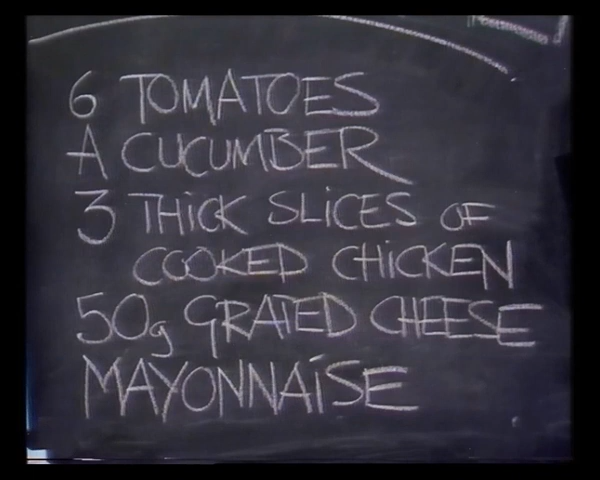 6 TOMATOES
A CUCUMBER
3 THICK SLICES OF
COOKED CHICKEN
50g GRATED CHEESE
MAYONNAISE